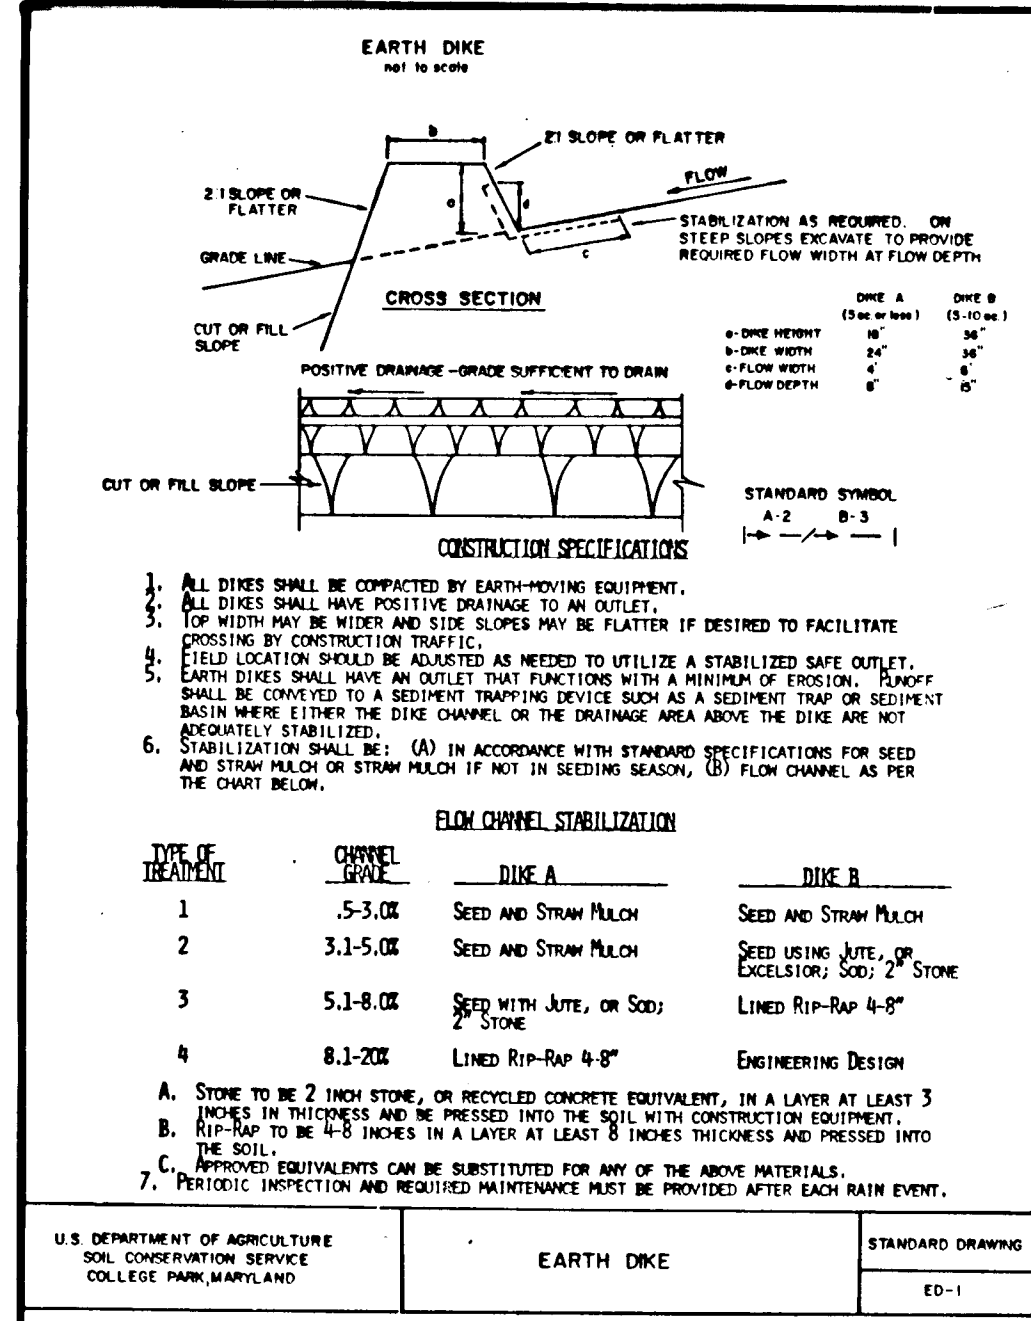 EARTH DIKE
not to scale
b
2:1 SLOPE OR FLATTER
FLOW
2:1 SLOPE OR
FLATTER
a
d
STABILIZATION AS REQUIRED. ON
STEEP SLOPES EXCAVATE TO PROVIDE
REQUIRED FLOW WIDTH AT FLOW DEPTH
c
GRADE LINE
CROSS SECTION
CUT OR FILL
SLOPE
DIKE A DIKE B
(5 ac. or less) (5-10 ac.)
a-DIKE HEIGHT 18" 36"
b-DIKE WIDTH 24" 36"
c-FLOW WIDTH 4' 6'
d-FLOW DEPTH 8" 15"
POSITIVE DRAINAGE-GRADE SUFFICIENT TO DRAIN
CUT OR FILL SLOPE
STANDARD SYMBOL
A-2 B-3
CONSTRUCTION SPECIFICATIONS
1. ALL DIKES SHALL BE COMPACTED BY EARTH-MOVING EQUIPMENT.
2. ALL DIKES SHALL HAVE POSITIVE DRAINAGE TO AN OUTLET.
3. TOP WIDTH MAY BE WIDER AND SIDE SLOPES MAY BE FLATTER IF DESIRED TO FACILITATE
CROSSING BY CONSTRUCTION TRAFFIC.
4. FIELD LOCATION SHOULD BE ADJUSTED AS NEEDED TO UTILIZE A STABILIZED SAFE OUTLET.
5. EARTH DIKES SHALL HAVE AN OUTLET THAT FUNCTIONS WITH A MINIMUM OF EROSION. RUNOFF
SHALL BE CONVEYED TO A SEDIMENT TRAPPING DEVICE SUCH AS A SEDIMENT TRAP OR SEDIMENT
BASIN WHERE EITHER THE DIKE CHANNEL OR THE DRAINAGE AREA ABOVE THE DIKE ARE NOT
ADEQUATELY STABILIZED.
6. STABILIZATION SHALL BE: (A) IN ACCORDANCE WITH STANDARD SPECIFICATIONS FOR SEED
AND STRAW MULCH OR STRAW MULCH IF NOT IN SEEDING SEASON, (B) FLOW CHANNEL AS PER
THE CHART BELOW.
FLOW CHANNEL STABILIZATION
TYPE OF CHANNEL
TREATMENT GRADE DIKE A DIKE B
1 .5-3.0% SEED AND STRAW MULCH SEED AND STRAW MULCH
2 3.1-5.0% SEED AND STRAW MULCH SEED USING JUTE, OR
EXCELSIOR; SOD; 2" STONE
3 5.1-8.0% SEED WITH JUTE, OR SOD; LINED RIP-RAP 4-8"
2" STONE
4 8.1-20% LINED RIP-RAP 4-8" ENGINEERING DESIGN
A. STONE TO BE 2 INCH STONE, OR RECYCLED CONCRETE EQUIVALENT, IN A LAYER AT LEAST 3
INCHES IN THICKNESS AND BE PRESSED INTO THE SOIL WITH CONSTRUCTION EQUIPMENT.
B. RIP-RAP TO BE 4-8 INCHES IN A LAYER AT LEAST 8 INCHES THICKNESS AND PRESSED INTO
THE SOIL.
C. APPROVED EQUIVALENTS CAN BE SUBSTITUTED FOR ANY OF THE ABOVE MATERIALS.
7. PERIODIC INSPECTION AND REQUIRED MAINTENANCE MUST BE PROVIDED AFTER EACH RAIN EVENT.
U.S. DEPARTMENT OF AGRICULTURE
SOIL CONSERVATION SERVICE
COLLEGE PARK, MARYLAND
EARTH DIKE
STANDARD DRAWING
ED-1